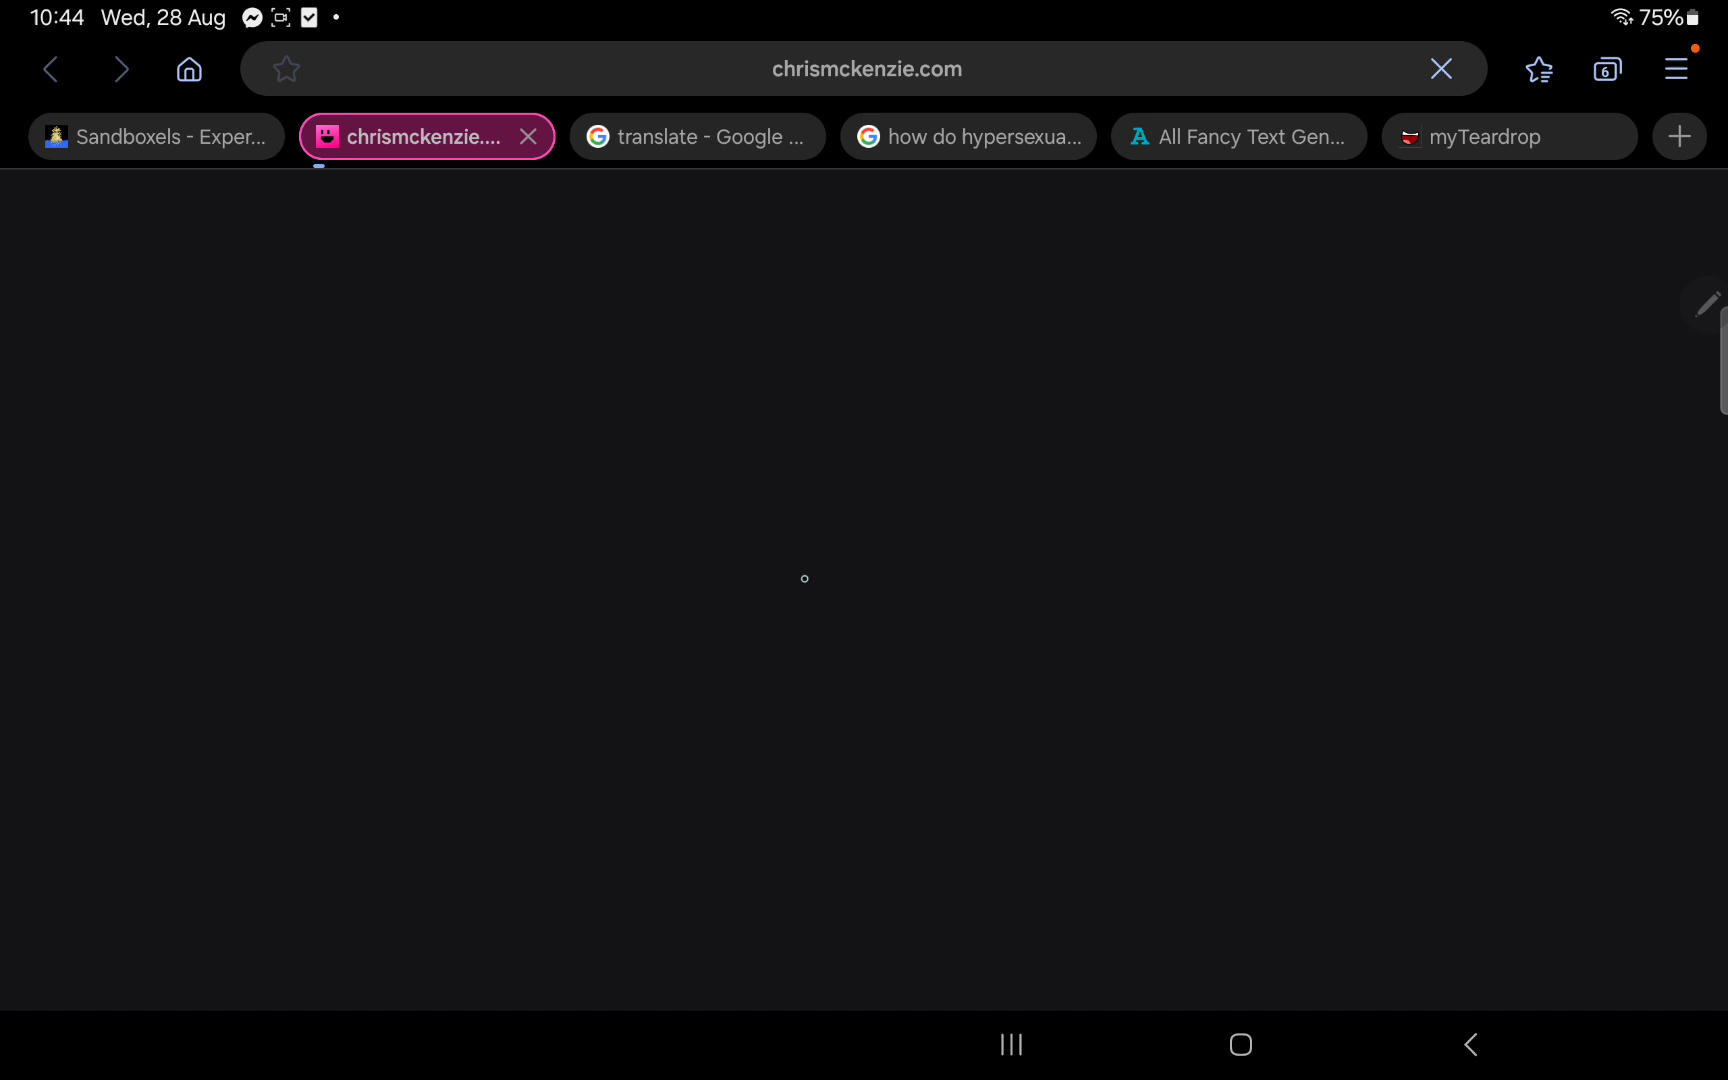 10:44 Wed, 28 Aug
75%
chrismckenzie.com
6
Sandboxels - Exper...
chrismckenzie....
translate - Google ...
how do hypersexua...
All Fancy Text Gen...
myTeardrop